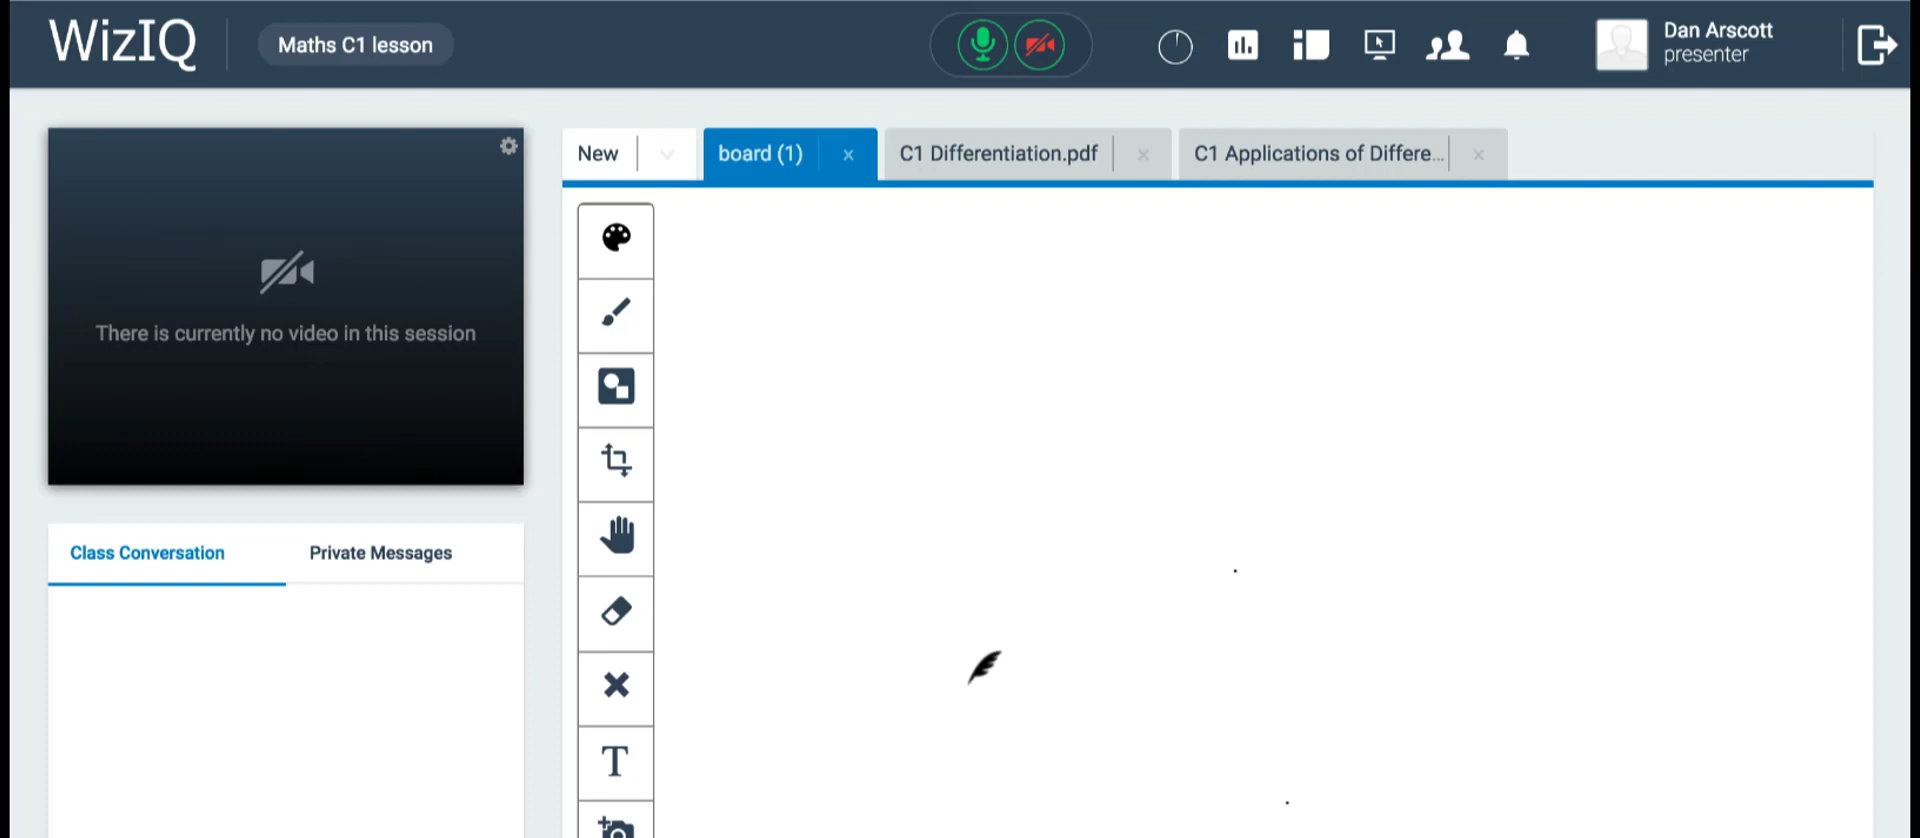 WizIQ
Maths C1 lesson
Dan Arscott
presenter
New
board (1)
C1 Differentiation.pdf
C1 Applications of Differe...
There is currently no video in this session
Class Conversation
Private Messages
T